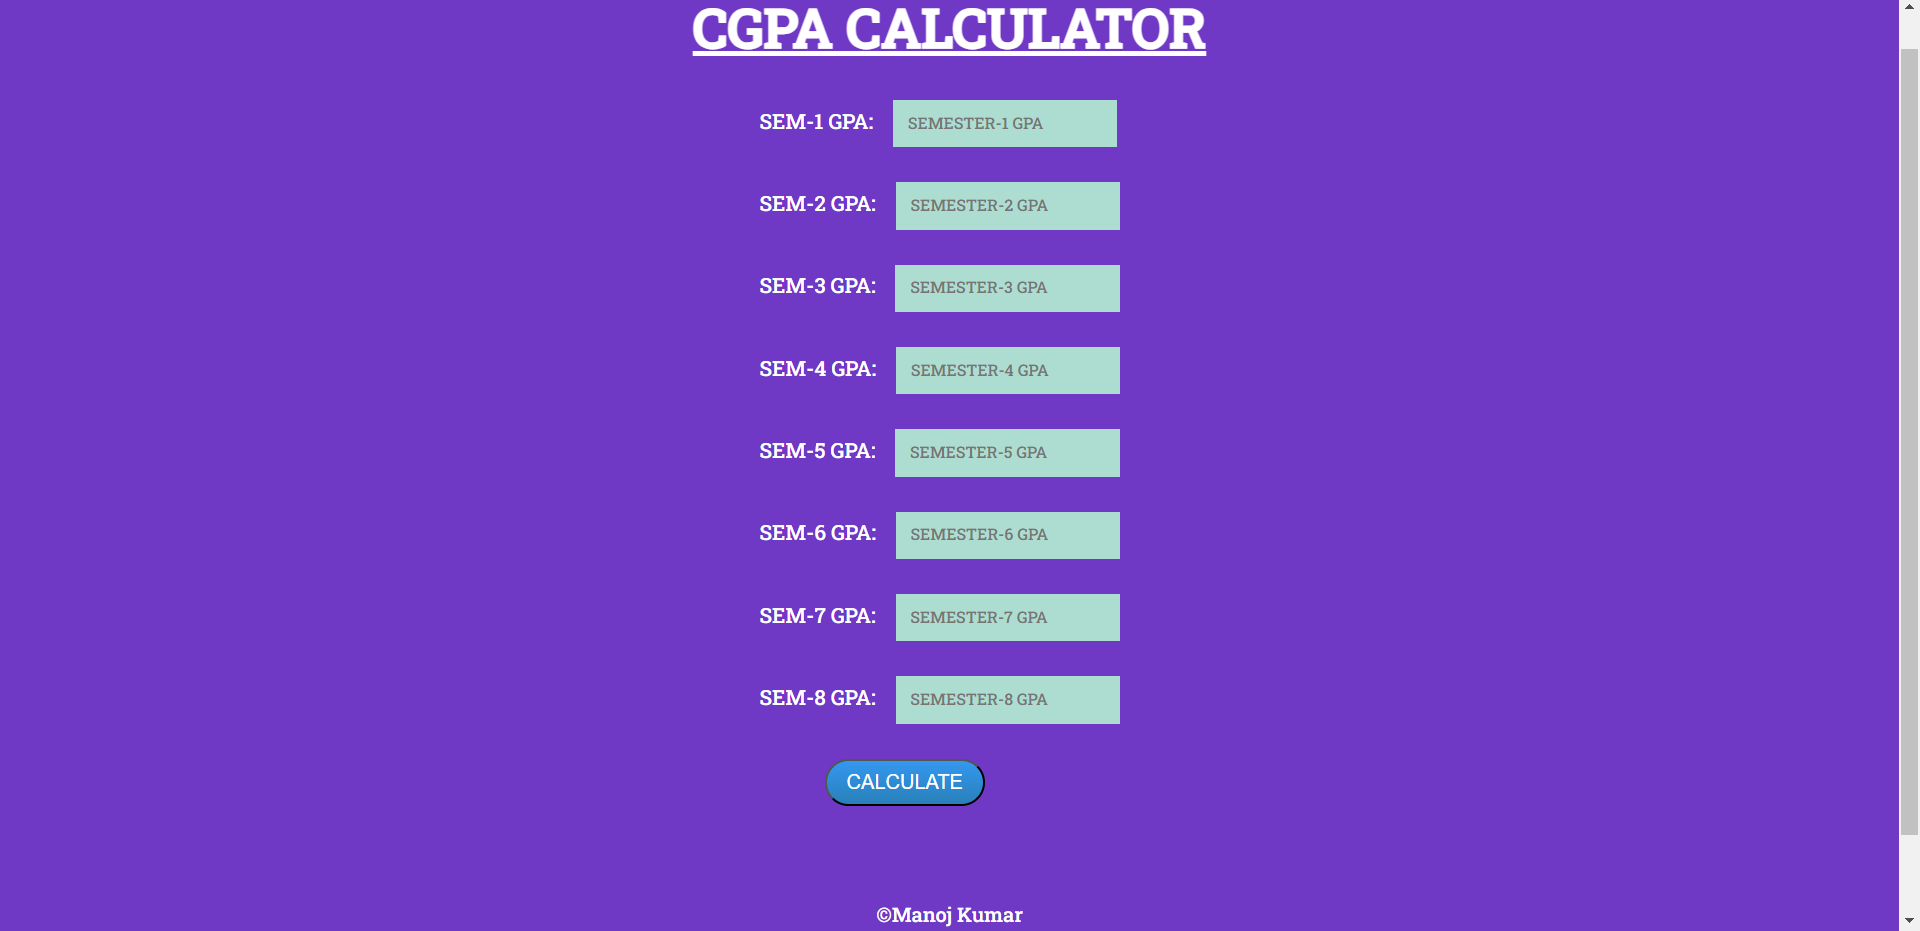 CGPA CALCULATOR
SEM-1 GPA: SEMESTER-1 GPA
SEM-2 GPA: SEMESTER-2 GPA
SEM-3 GPA: SEMESTER-3 GPA
SEM-4 GPA: SEMESTER-4 GPA
SEM-5 GPA: SEMESTER-5 GPA
SEM-6 GPA: SEMESTER-6 GPA
SEM-7 GPA: SEMESTER-7 GPA
SEM-8 GPA: SEMESTER-8 GPA
CALCULATE
©Manoj Kumar